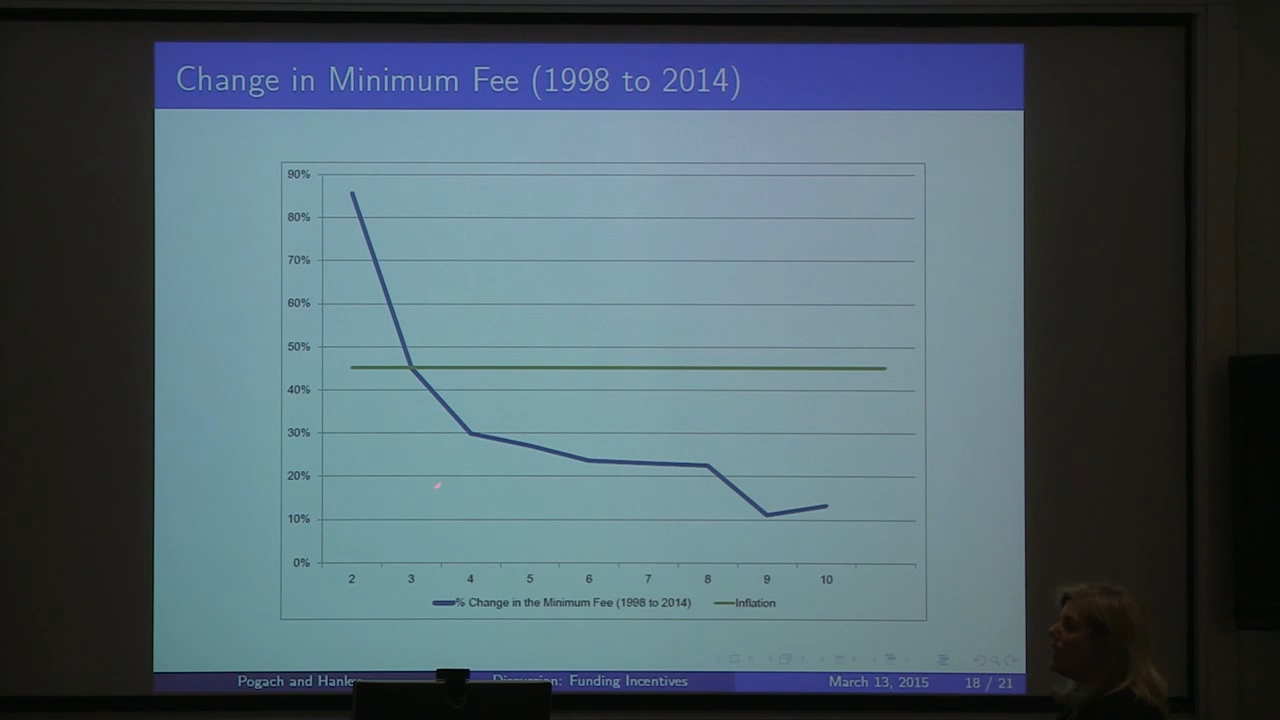 Change in Minimum Fee (1998 to 2014)
90%
80%
70%
60%
50%
40%
30%
20%
10%
0%
2 3 4 5 6 7 8 9 10
% Change in the Minimum Fee (1998 to 2014) Inflation
Pogach and Discussion: Funding Incentives March 13, 2015 18 / 21